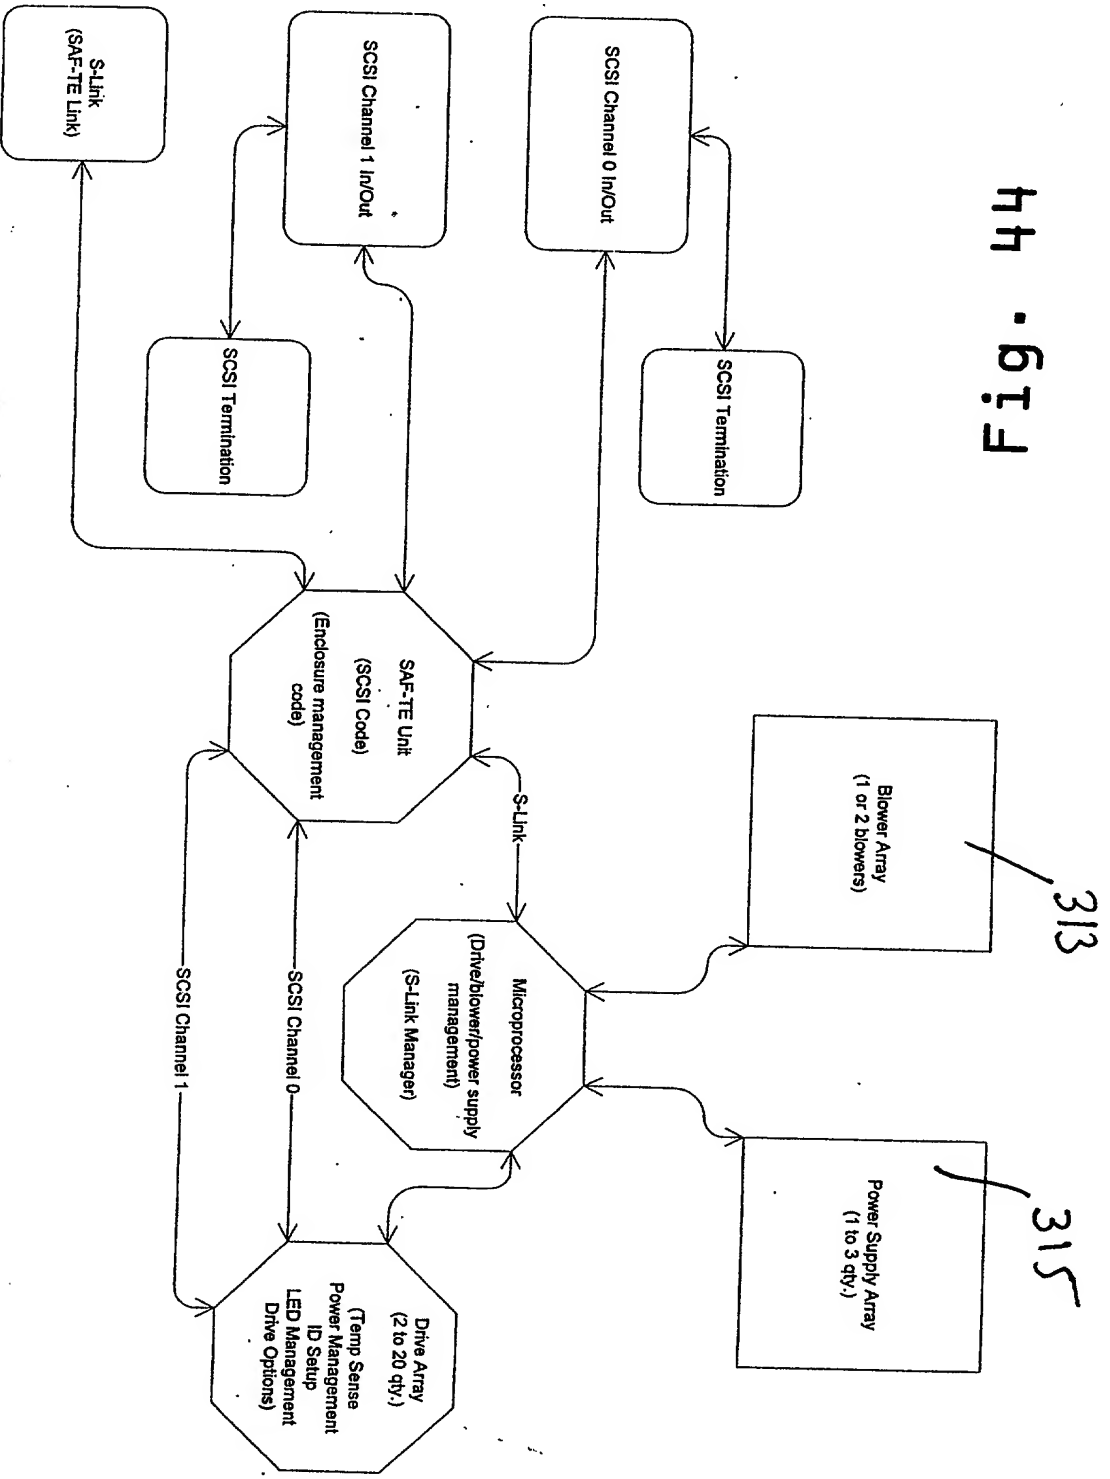 S-Link
(SAF-TE Link)
SCSI Channel 1 In/Out
SCSI Channel 0 In/Out
SCSI Termination
SCSI Termination
Fig. 44
SAF-TE Unit
(SCSI Code)
(Enclosure management
code)
S-Link
SCSI Channel 0
SCSI Channel 1
Blower Array
(1 or 2 blowers)
313
Microprocessor
(Drive/blower/power supply
management)
(S-Link Manager)
Power Supply Array
(1 to 3 qty.)
315
Drive Array
(2 to 20 qty.)
(Temp Sense
Power Management
ID Setup
LED Management
Drive Options)